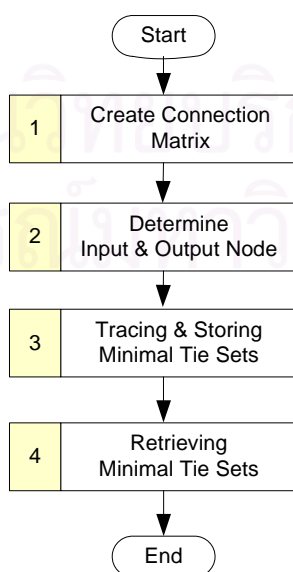 Start
1
Create Connection
Matrix
2
Determine
Input & Output Node
3
Tracing & Storing
Minimal Tie Sets
4
Retrieving
Minimal Tie Sets
End